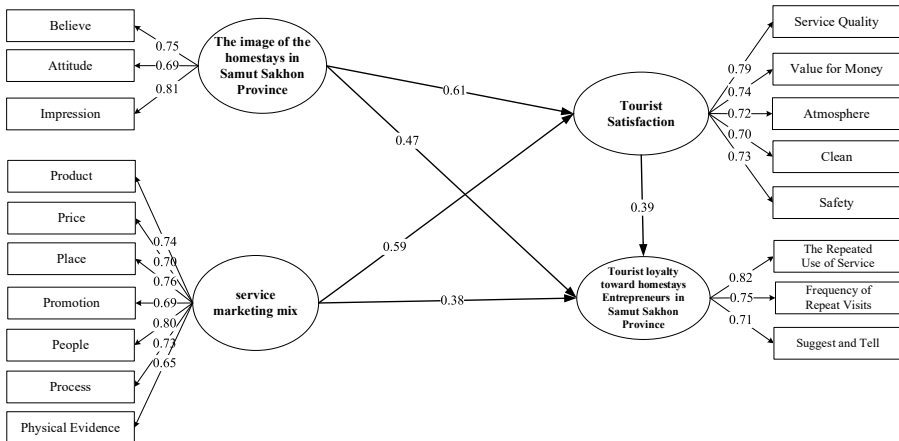 Believe
Attitude
Impression
0.75
0.69
0.81
The image of the
homestays in
Samut Sakhon
Province
0.61
0.47
Tourist
Satisfaction
0.79
0.74
0.72
0.70
0.73
Service Quality
Value for Money
Atmosphere
Clean
Safety
Product
Price
Place
Promotion
People
Process
Physical Evidence
0.74
0.70
0.76
0.69
0.80
0.73
0.65
service
marketing mix
0.59
0.38
0.39
Tourist loyalty
toward homestays
Entrepreneurs in
Samut Sakhon
Province
0.82
0.75
0.71
The Repeated
Use of Service
Frequency of
Repeat Visits
Suggest and Tell